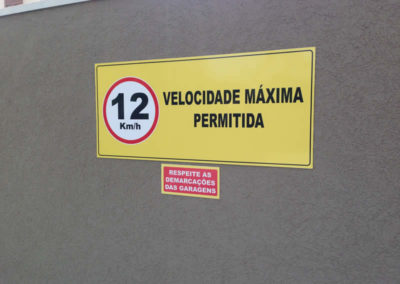 12
Km/h
VELOCIDADE MÁXIMA
PERMITIDA
RESPEITE AS
DEMARCAÇÕES
DAS GARAGENS